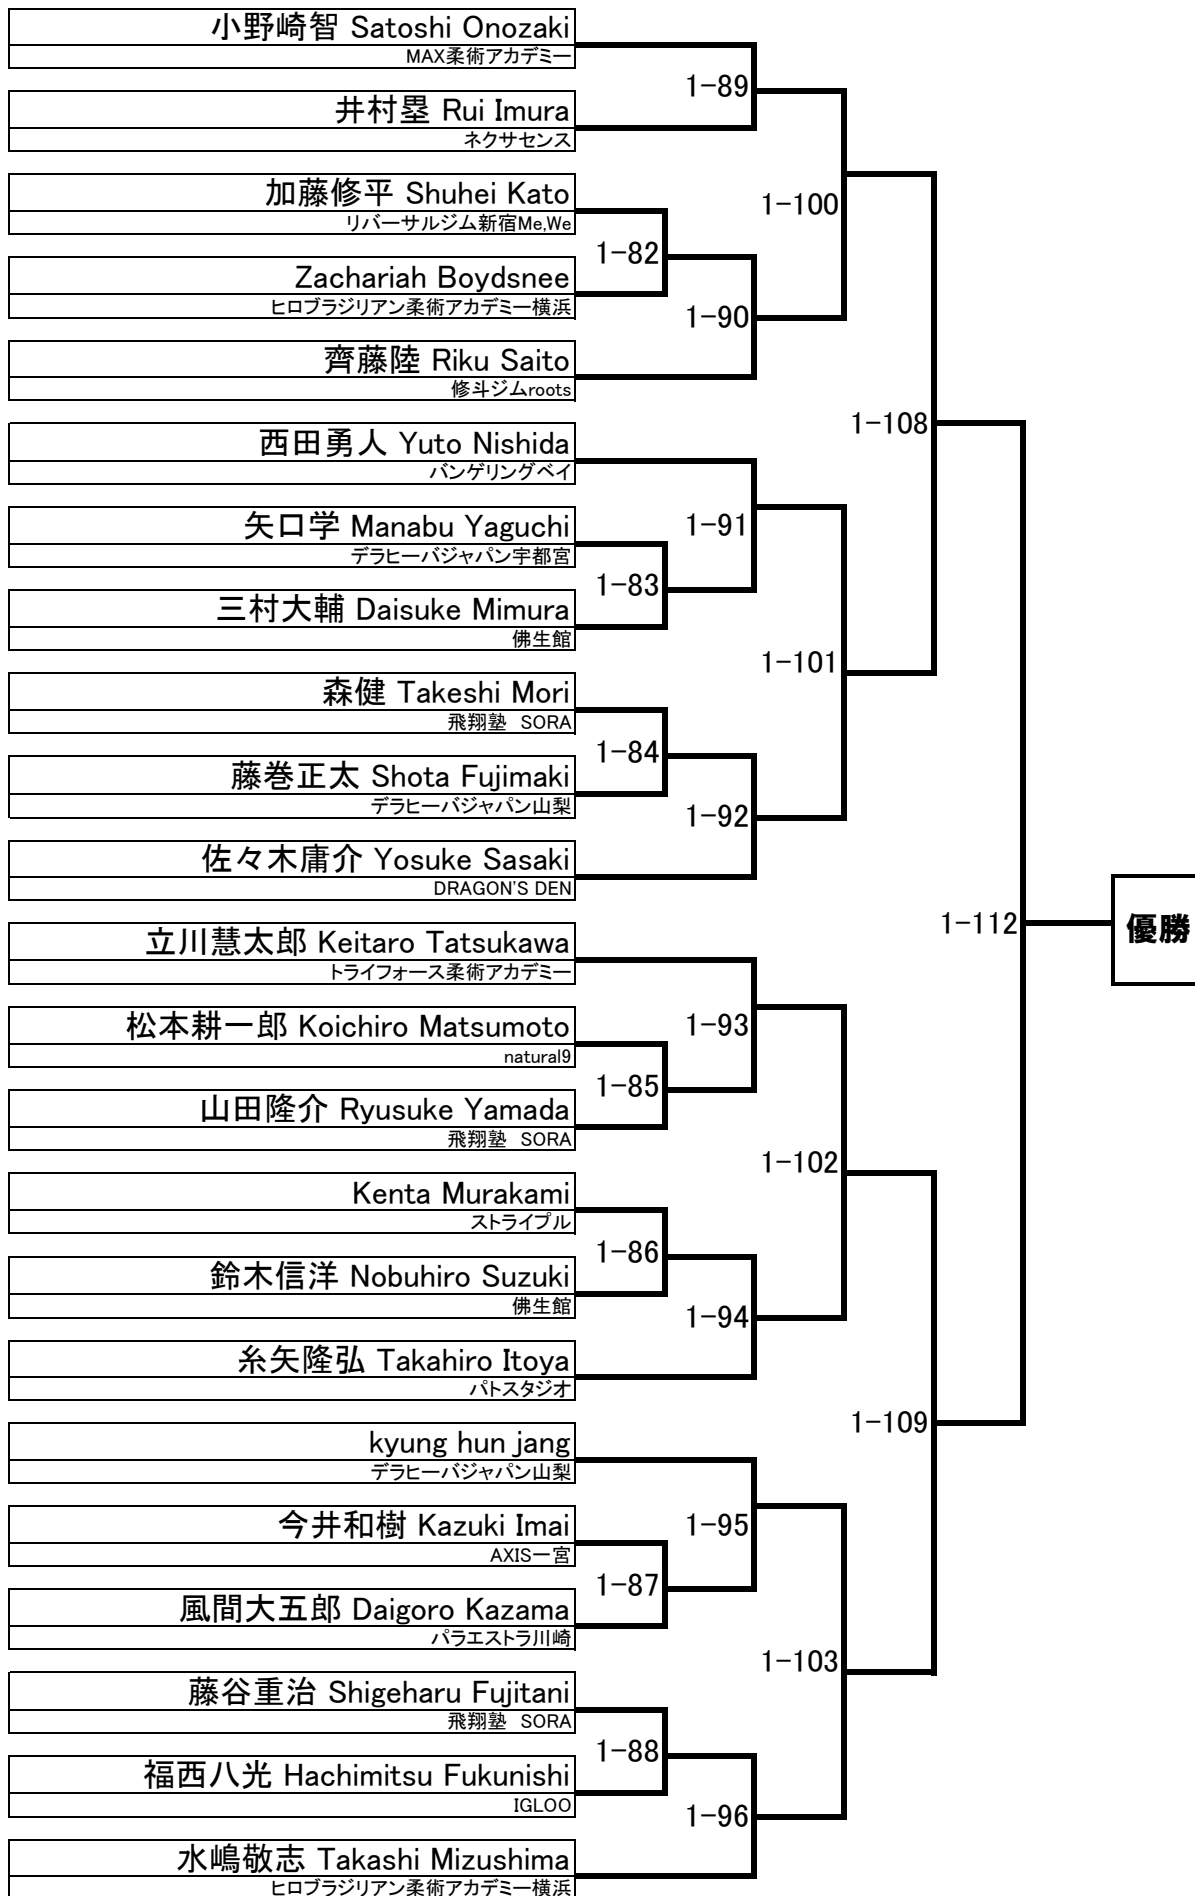 小野崎智 Satoshi Onozaki
MAX柔術アカデミー
1-89
井村塁 Rui Imura
ネクサセンス
加藤修平 Shuhei Kato
リバーサルジム新宿Me,We
1-100
1-82
Zachariah Boydsnee
ヒロブラジリアン柔術アカデミー横浜
1-90
齊藤陸 Riku Saito
修斗ジムroots
1-108
西田勇人 Yuto Nishida
バンゲリングベイ
矢口学 Manabu Yaguchi
デラヒーバジャパン宇都宮
1-91
1-83
三村大輔 Daisuke Mimura
佛生館
1-101
森健 Takeshi Mori
飛翔塾　SORA
1-84
藤巻正太 Shota Fujimaki
デラヒーバジャパン山梨
1-92
佐々木庸介 Yosuke Sasaki
DRAGON'S DEN
1-112
優勝
立川慧太郎 Keitaro Tatsukawa
トライフォース柔術アカデミー
松本耕一郎 Koichiro Matsumoto
natural9
1-93
1-85
山田隆介 Ryusuke Yamada
飛翔塾　SORA
1-102
Kenta Murakami
ストライプル
1-86
鈴木信洋 Nobuhiro Suzuki
佛生館
1-94
糸矢隆弘 Takahiro Itoya
パトスタジオ
1-109
kyung hun jang
デラヒーバジャパン山梨
今井和樹 Kazuki Imai
AXIS一宮
1-95
1-87
風間大五郎 Daigoro Kazama
パラエストラ川崎
1-103
藤谷重治 Shigeharu Fujitani
飛翔塾　SORA
1-88
福西八光 Hachimitsu Fukunishi
IGLOO
1-96
水嶋敬志 Takashi Mizushima
ヒロブラジリアン柔術アカデミー横浜